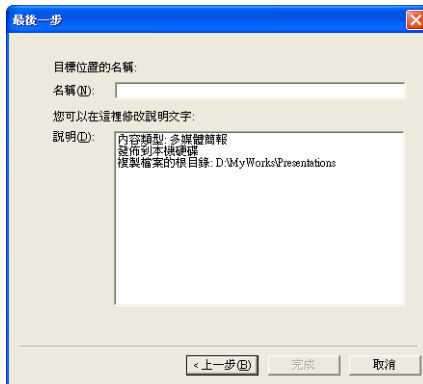 最後一步
目標位置的名稱:
名稱(N):
您可以在這裡修改說明文字:
說明(D):
內容類型: 多媒體簡報
發佈到本機硬碟
複製檔案的根目錄: D:\MyWorks\Presentations
<上一步(B)
完成
取消